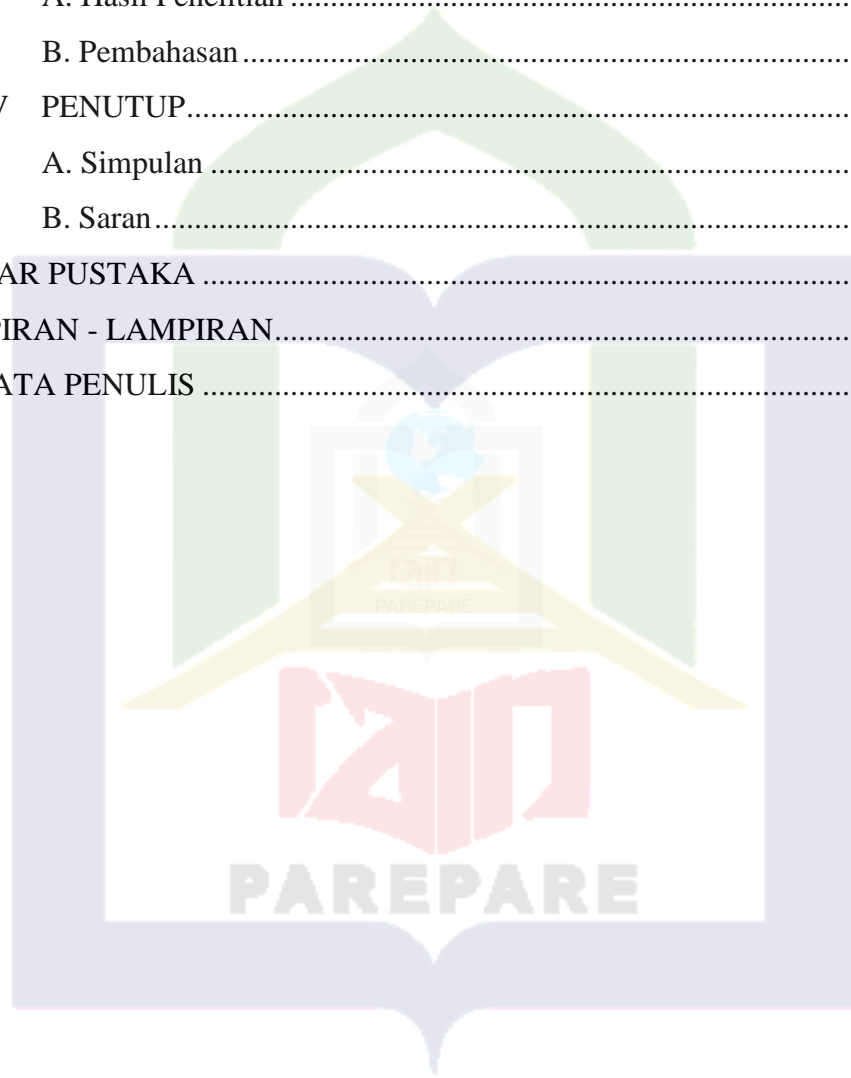 A. Hasil Penelitian ........................................................................
B. Pembahasan ..............................................................................
V PENUTUP.....................................................................................
A. Simpulan ..................................................................................
B. Saran.........................................................................................
AR PUSTAKA ...................................................................................
PIRAN - LAMPIRAN.........................................................................
ATA PENULIS ...................................................................................
PAREPARE
PAREPARE